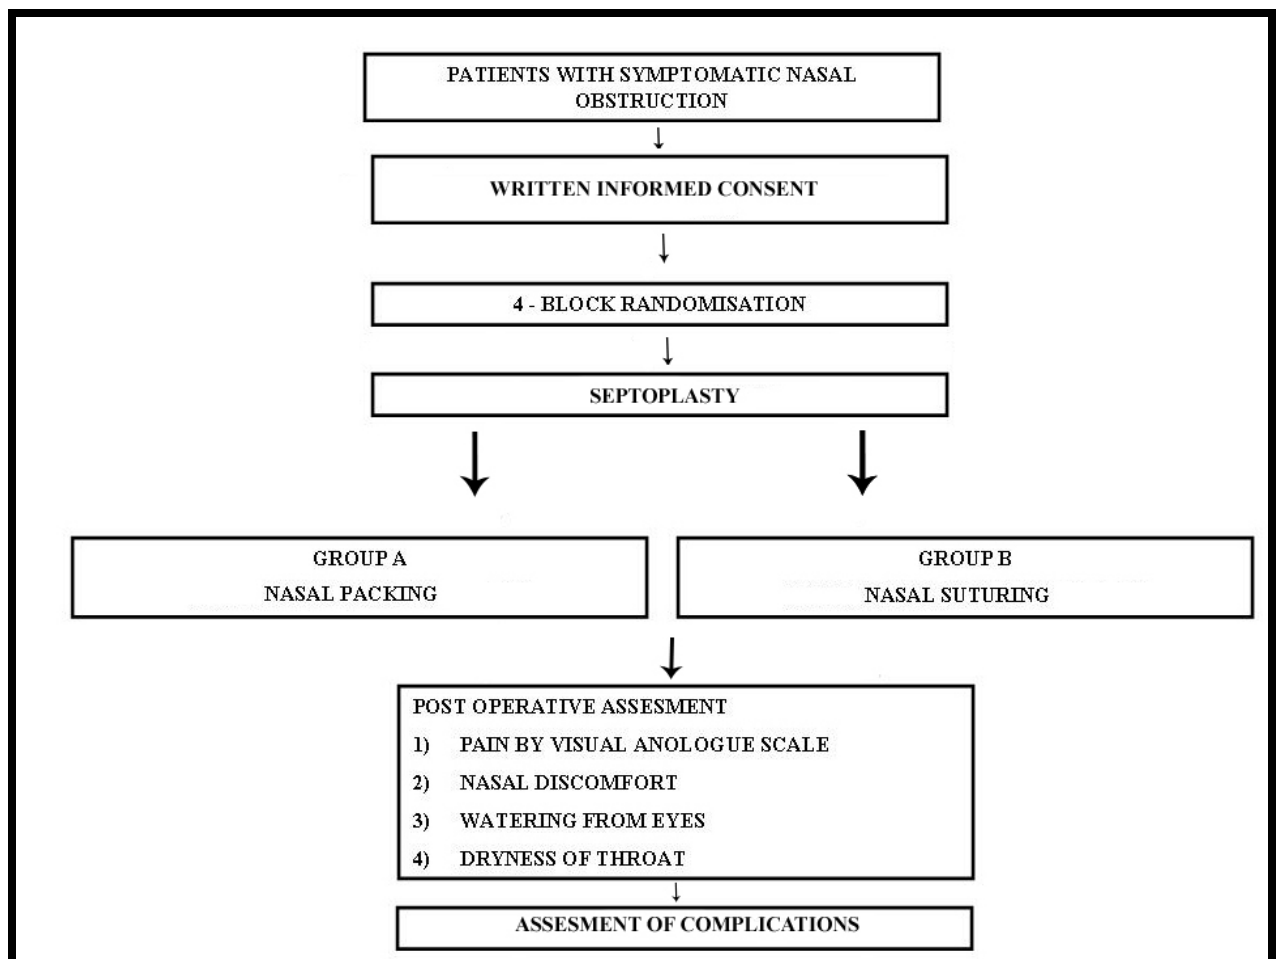 PATIENTS WITH SYMPTOMATIC NASAL
OBSTRUCTION
WRITTEN INFORMED CONSENT
4 - BLOCK RANDOMISATION
SEPTOPLASTY
GROUP A
NASAL PACKING
GROUP B
NASAL SUTURING
POST OPERATIVE ASSESMENT
1) PAIN BY VISUAL ANOLOGUE SCALE
2) NASAL DISCOMFORT
3) WATERING FROM EYES
4) DRYNESS OF THROAT
ASSESMENT OF COMPLICATIONS